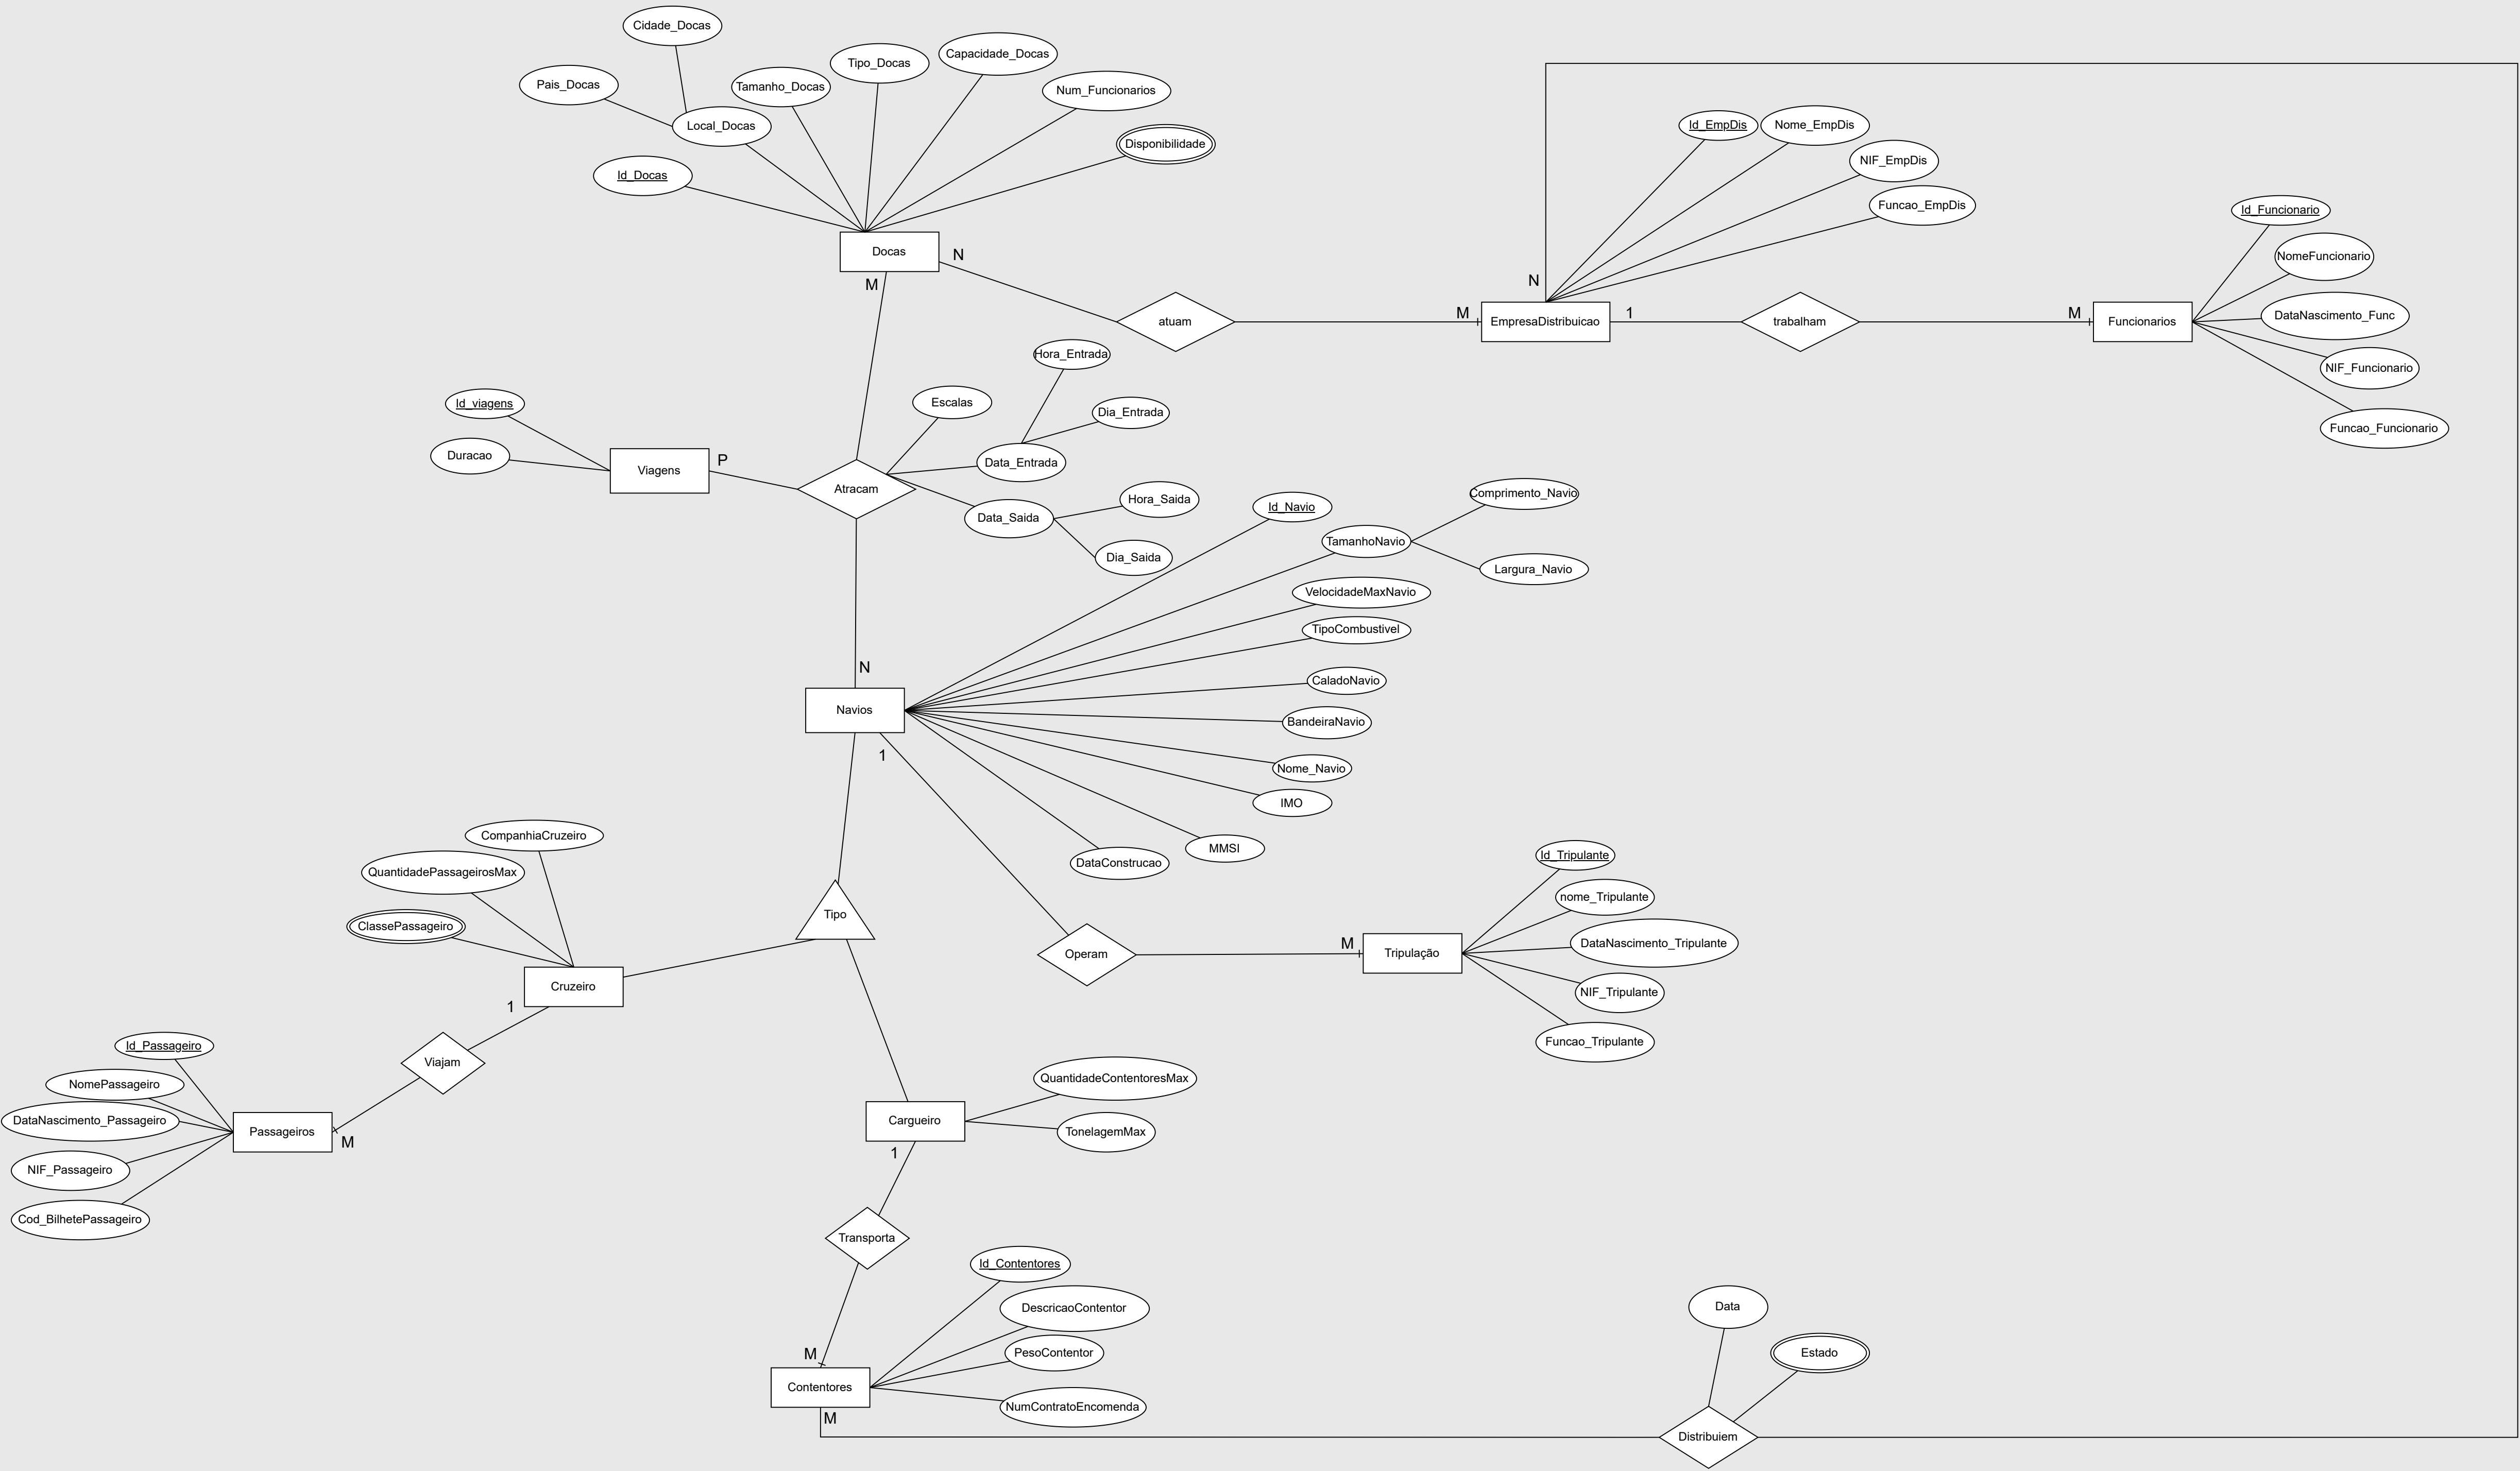 Cidade_Docas
Pais_Docas
Tamanho_Docas
Tipo_Docas
Capacidade_Docas
Num_Funcionarios
Local_Docas
Disponibilidade
Id_Docas
Docas
N
M
atuam
M
EmpresaDistribuicao
N
Id_EmpDis
Nome_EmpDis
NIF_EmpDis
Funcao_EmpDis
1
trabalham
M
Funcionarios
Id_Funcionario
NomeFuncionario
DataNascimento_Func
NIF_Funcionario
Funcao_Funcionario
Id_viagens
Duracao
Viagens
P
Atracam
Escalas
Hora_Entrada
Dia_Entrada
Data_Entrada
Data_Saida
Hora_Saida
Dia_Saida
N
Navios
1
Id_Navio
TamanhoNavio
Comprimento_Navio
Largura_Navio
VelocidadeMaxNavio
TipoCombustivel
CaladoNavio
BandeiraNavio
Nome_Navio
IMO
MMSI
DataConstrucao
Tipo
CompanhiaCruzeiro
QuantidadePassageirosMax
ClassePassageiro
Cruzeiro
1
Viajam
M
Passageiros
Id_Passageiro
NomePassageiro
DataNascimento_Passageiro
NIF_Passageiro
Cod_BilhetePassageiro
Operam
M
Tripulação
Id_Tripulante
nome_Tripulante
DataNascimento_Tripulante
NIF_Tripulante
Funcao_Tripulante
Cargueiro
QuantidadeContentoresMax
TonelagemMax
1
Transporta
M
Contentores
M
Id_Contentores
DescricaoContentor
PesoContentor
NumContratoEncomenda
Data
Estado
Distribuiem